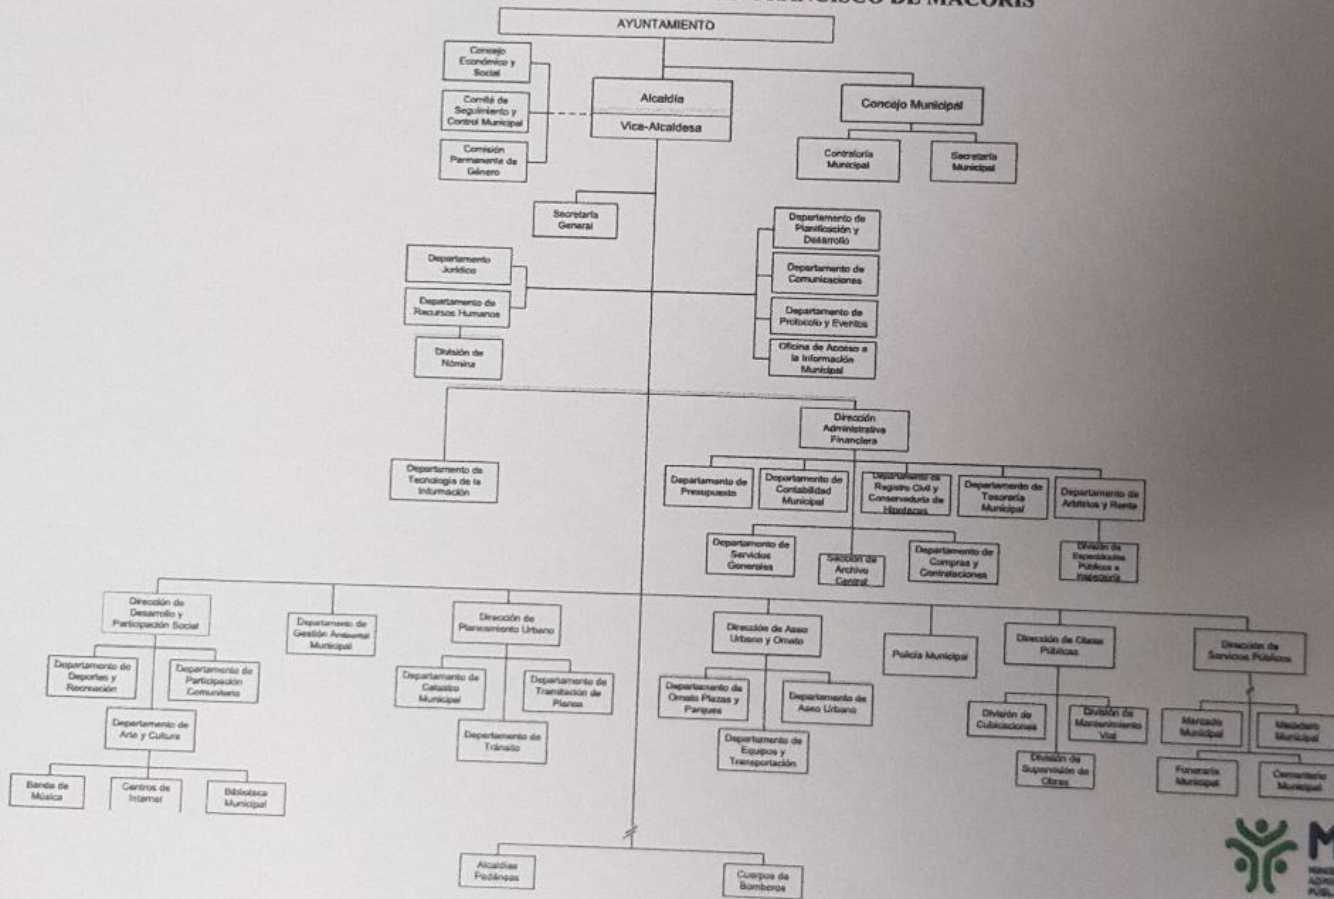 FRANCISCO DE MACORÍS
AYUNTAMIENTO
Concejo
Económico y
Social
Comité de
Seguimiento y
Control Municipal
Comisión
Permanente de
Género
Alcaldía
Vice-Alcaldesa
Concejo Municipal
Contraloría
Municipal
Secretaría
Municipal
Secretaría
General
Departamento
Jurídico
Departamento de
Recursos Humanos
División de
Nómina
Departamento de
Planificación y
Desarrollo
Departamento de
Comunicaciones
Departamento de
Protocolo y Eventos
Oficina de Acceso a
la Información
Municipal
Departamento de
Tecnología de la
Información
Dirección
Administrativa
Financiera
Departamento de
Presupuesto
Departamento de
Contabilidad
Municipal
Departamento de
Registro Civil y
Conservaduría de
Hipotecas
Departamento de
Tesorería
Municipal
Departamento de
Arbitrios y Renta
Departamento de
Servicios
Generales
Sección de
Archivo
Central
Departamento de
Compras y
Contrataciones
División de
Espectáculos
Públicos e
Inspectoría
Dirección de
Desarrollo y
Participación Social
Departamento de
Deportes y
Recreación
Departamento de
Participación
Comunitaria
Departamento de
Arte y Cultura
Banda de
Música
Centros de
Internet
Biblioteca
Municipal
Departamento de
Gestión Ambiental
Municipal
Dirección de
Planeamiento Urbano
Departamento de
Catastro
Municipal
Departamento de
Tramitación de
Planos
Departamento de
Tránsito
Dirección de Aseo
Urbano y Ornato
Departamento de
Ornato Plazas y
Parques
Departamento de
Aseo Urbano
Departamento de
Equipos y
Transportación
Policía Municipal
Dirección de Obras
Públicas
División de
Cubicaciones
División de
Mantenimiento
Vial
División de
Supervisión de
Obras
Dirección de
Servicios Públicos
Mercado
Municipal
Matadero
Municipal
Funeraria
Municipal
Cementerio
Municipal
Alcaldías
Pedáneas
Cuerpos de
Bomberos
M